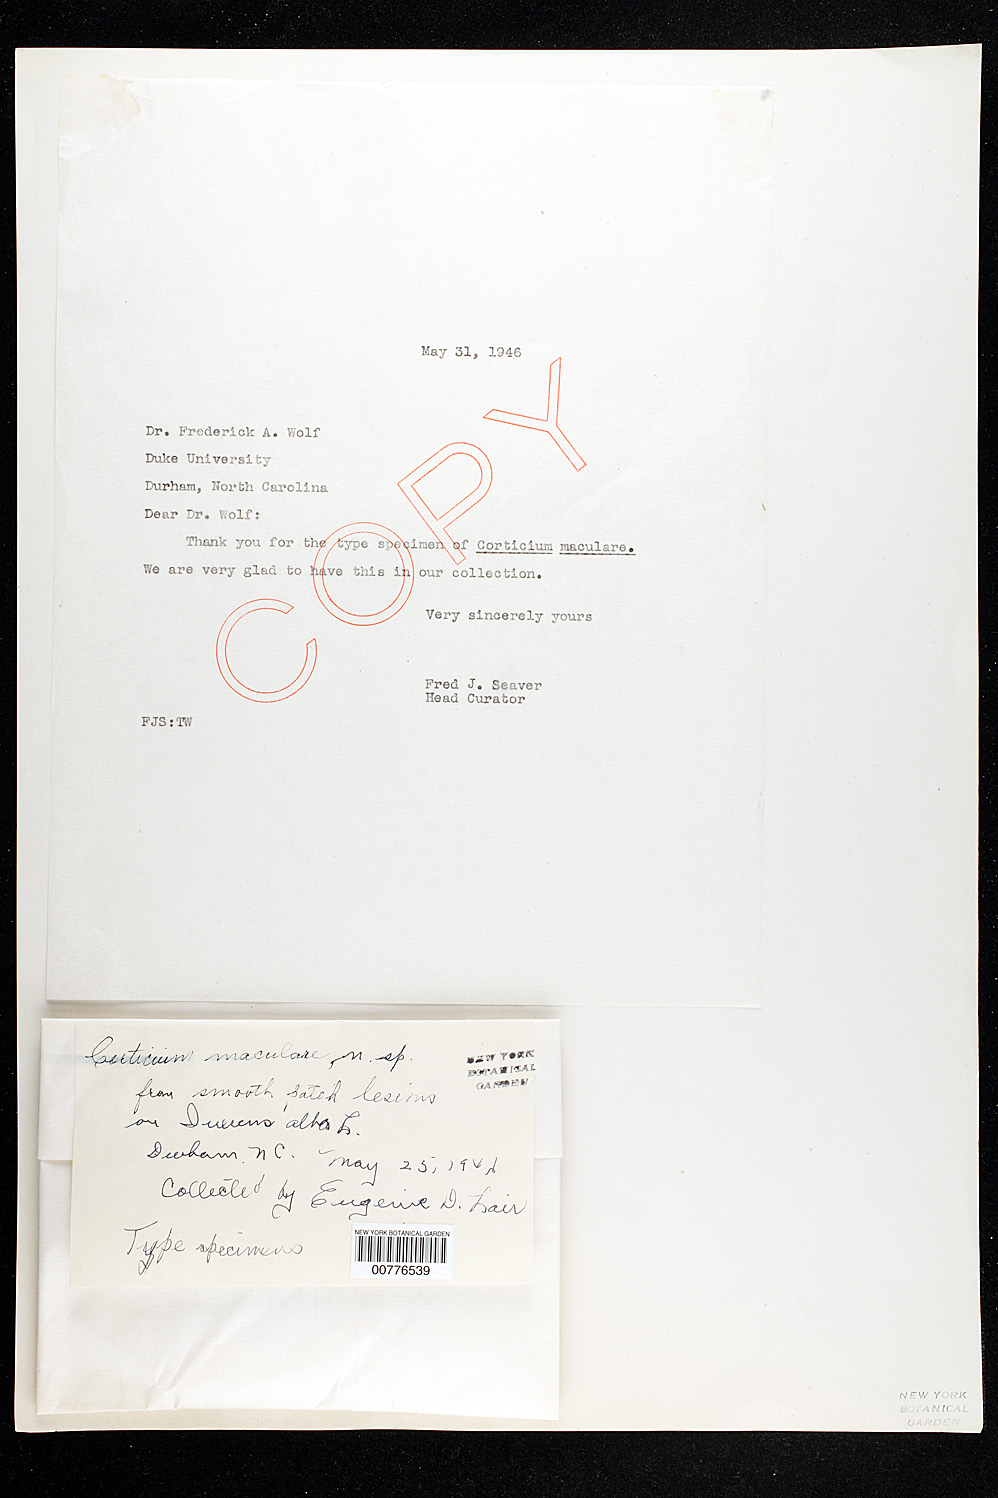 May 31, 1946
COPY
Dr. Frederick A. Wolf
Duke University
Durham, North Carolina
Dear Dr. Wolf:
Thank you for the type specimen of Corticium maculare.
We are very glad to have this in our collection.
Very sincerely yours
Fred J. Seaver
Head Curator
FJS:TW
Corticium maculare, n. sp.
NEW YORK
BOTANICAL
GARDEN
from smooth patch lesions
on Quercus alba L.
Durham, N.C. May 25, 1946
Collected by Eugenie D. Lair
Type specimens
NEW YORK BOTANICAL GARDEN
00776539
NEW YORK
BOTANICAL
GARDEN